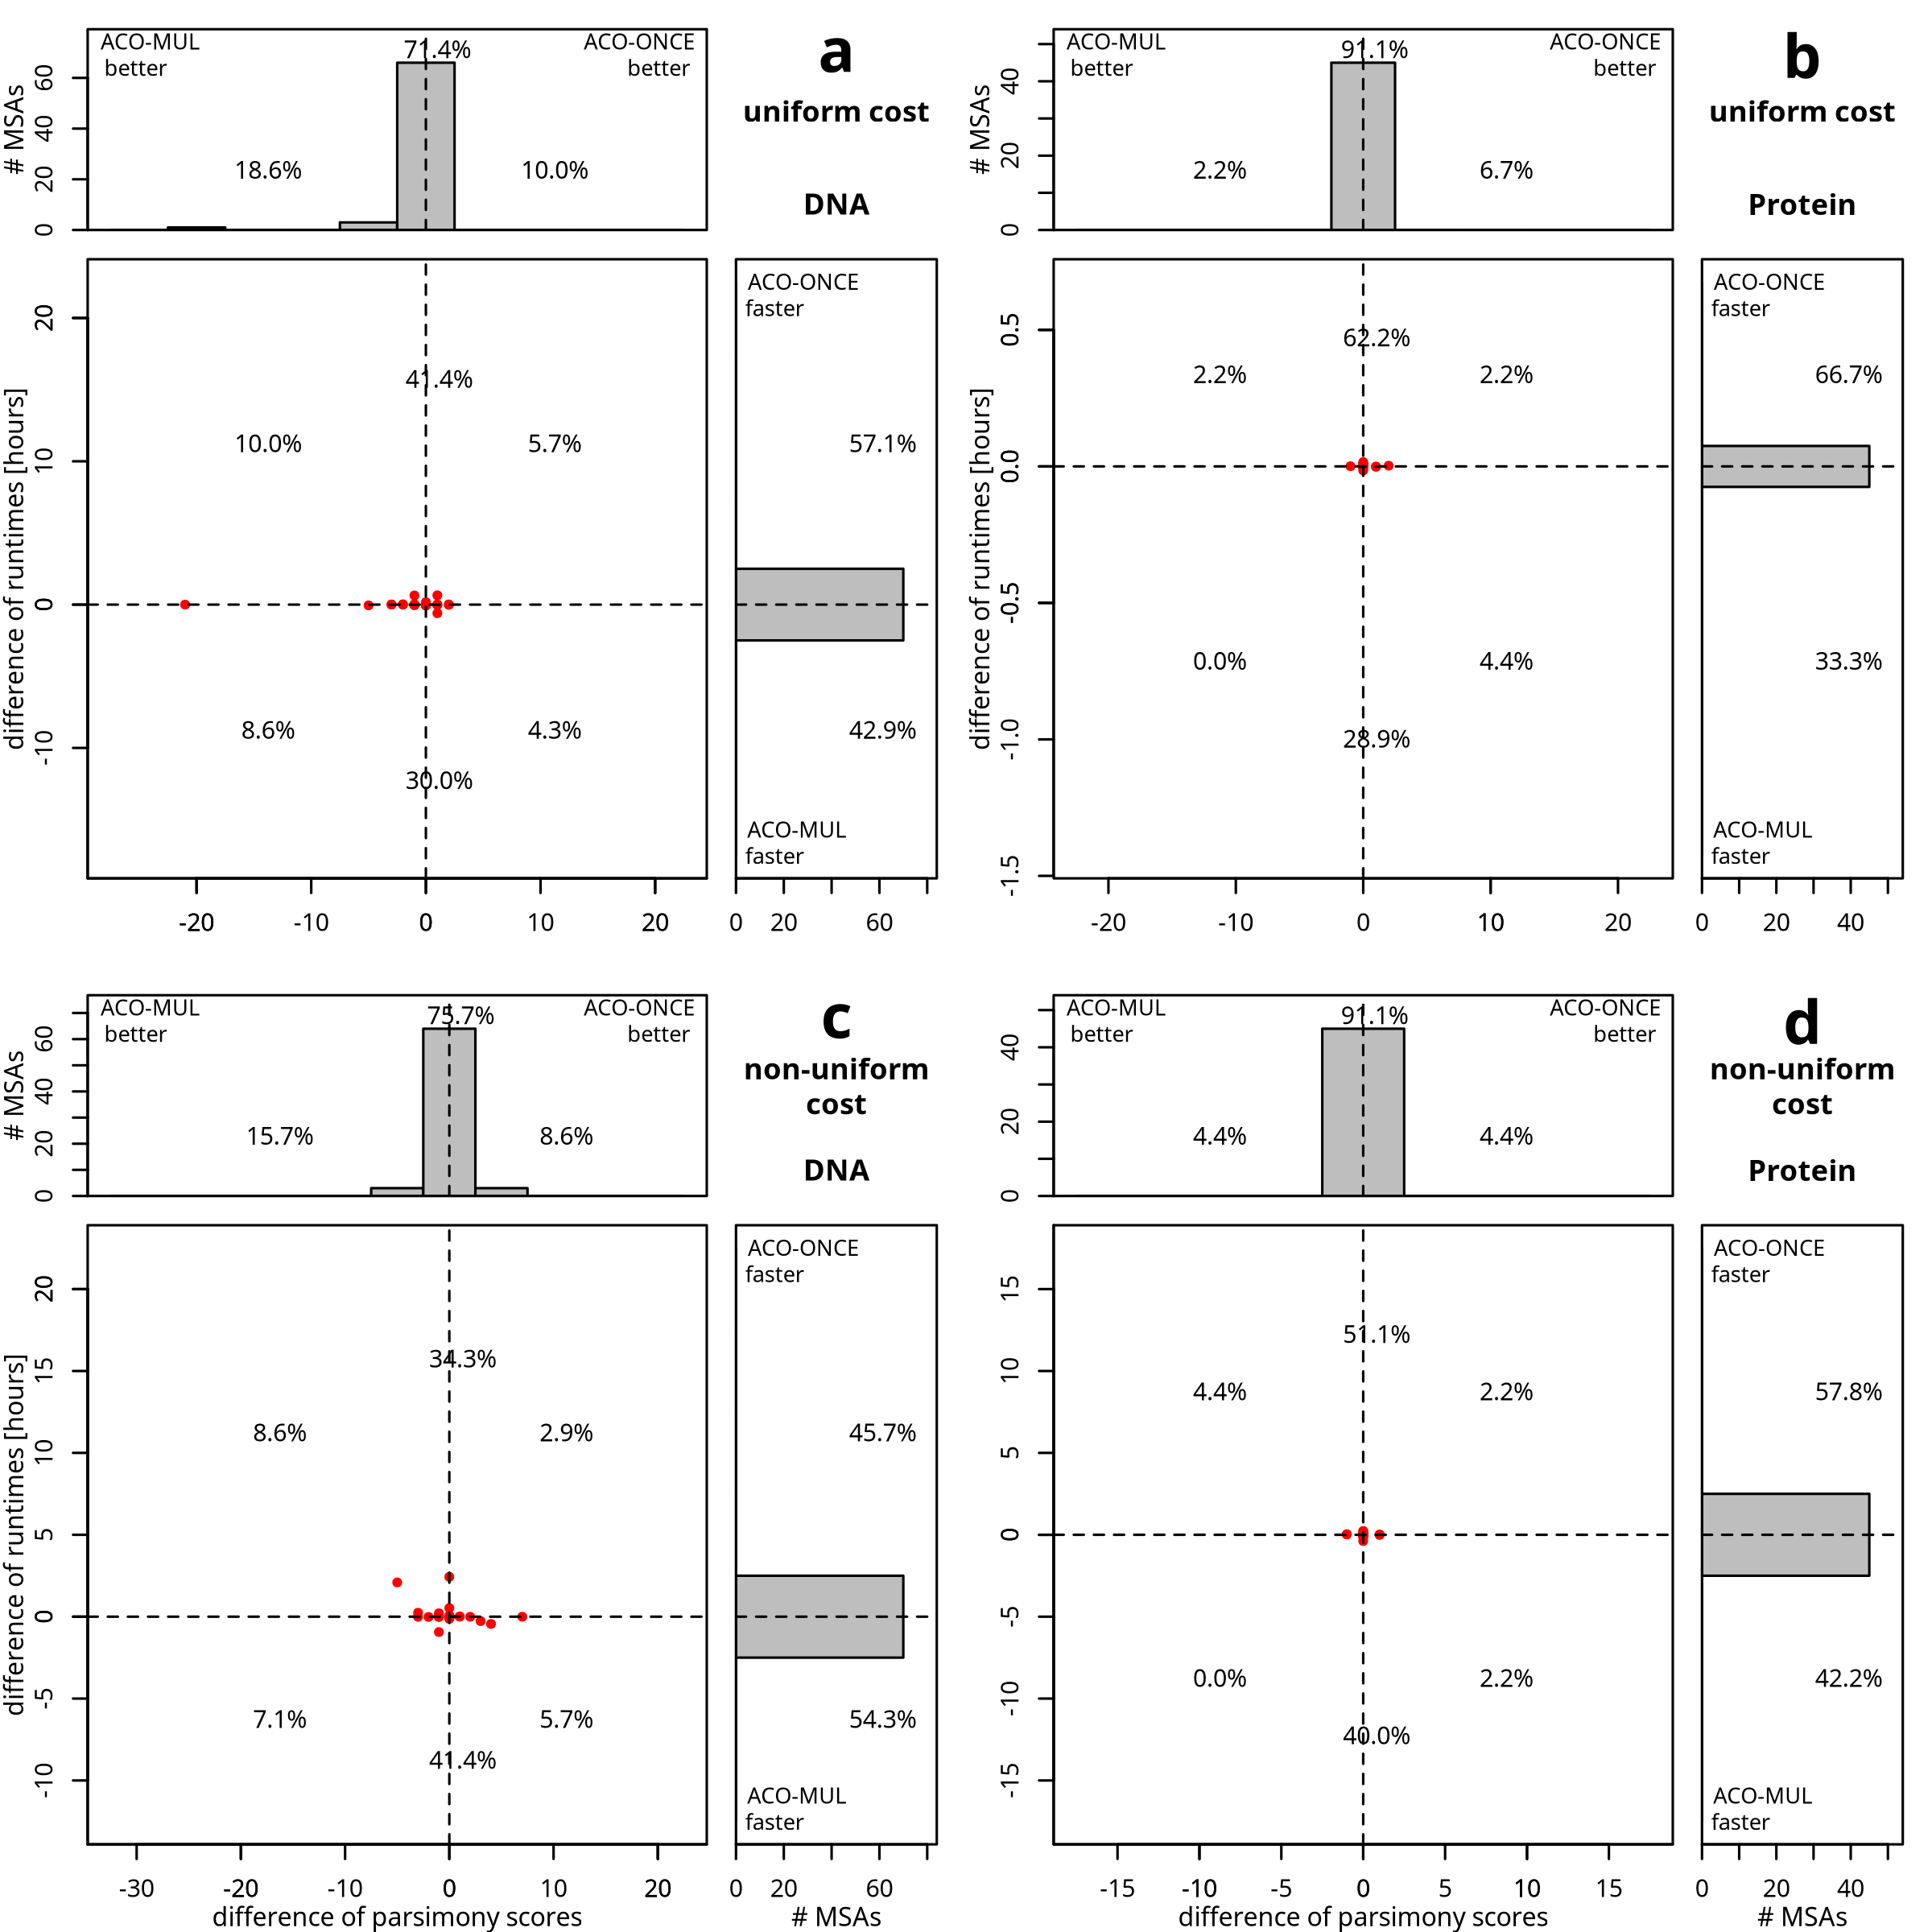 ACO-MUL
better
71.4%
ACO-ONCE
better
18.6%
10.0%
# MSAs
0
20
40
60
a
uniform cost
DNA
difference of runtimes [hours]
20
10
0
-10
41.4%
10.0%
5.7%
8.6%
4.3%
30.0%
-20
-10
0
10
20
ACO-ONCE
faster
57.1%
42.9%
ACO-MUL
faster
0
20
60
ACO-MUL
better
91.1%
ACO-ONCE
better
2.2%
6.7%
# MSAs
0
20
40
b
uniform cost
Protein
difference of runtimes [hours]
0.5
0.0
-0.5
-1.0
-1.5
62.2%
2.2%
2.2%
0.0%
4.4%
28.9%
-20
-10
0
10
20
ACO-ONCE
faster
66.7%
33.3%
ACO-MUL
faster
0
20
40
ACO-MUL
better
75.7%
ACO-ONCE
better
15.7%
8.6%
# MSAs
0
20
40
60
c
non-uniform
cost
DNA
difference of runtimes [hours]
20
15
10
5
0
-5
-10
34.3%
8.6%
2.9%
7.1%
5.7%
41.4%
-30
-20
-10
0
10
20
difference of parsimony scores
ACO-ONCE
faster
45.7%
54.3%
ACO-MUL
faster
0
20
60
# MSAs
ACO-MUL
better
91.1%
ACO-ONCE
better
4.4%
4.4%
0
20
40
d
non-uniform
cost
Protein
15
10
5
0
-5
-10
-15
51.1%
4.4%
2.2%
0.0%
2.2%
40.0%
-15
-10
-5
0
5
10
15
difference of parsimony scores
ACO-ONCE
faster
57.8%
42.2%
ACO-MUL
faster
0
20
40
# MSAs